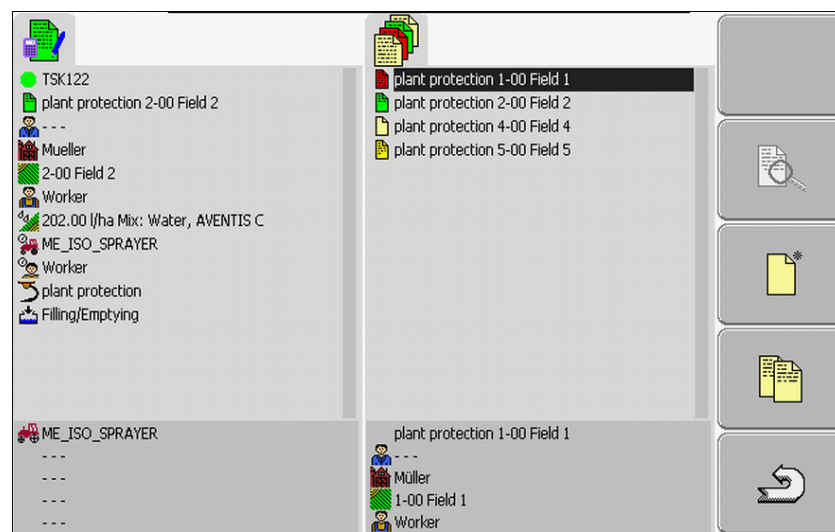 TSK122
plant protection 2-00 Field 2
---
Mueller
2-00 Field 2
Worker
202.00 l/ha Mix: Water, AVENTIS C
ME_ISO_SPRAYER
Worker
plant protection
Filling/Emptying
ME_ISO_SPRAYER
---
---
---
---
plant protection 1-00 Field 1
plant protection 2-00 Field 2
plant protection 4-00 Field 4
plant protection 5-00 Field 5
plant protection 1-00 Field 1
---
Müller
1-00 Field 1
Worker